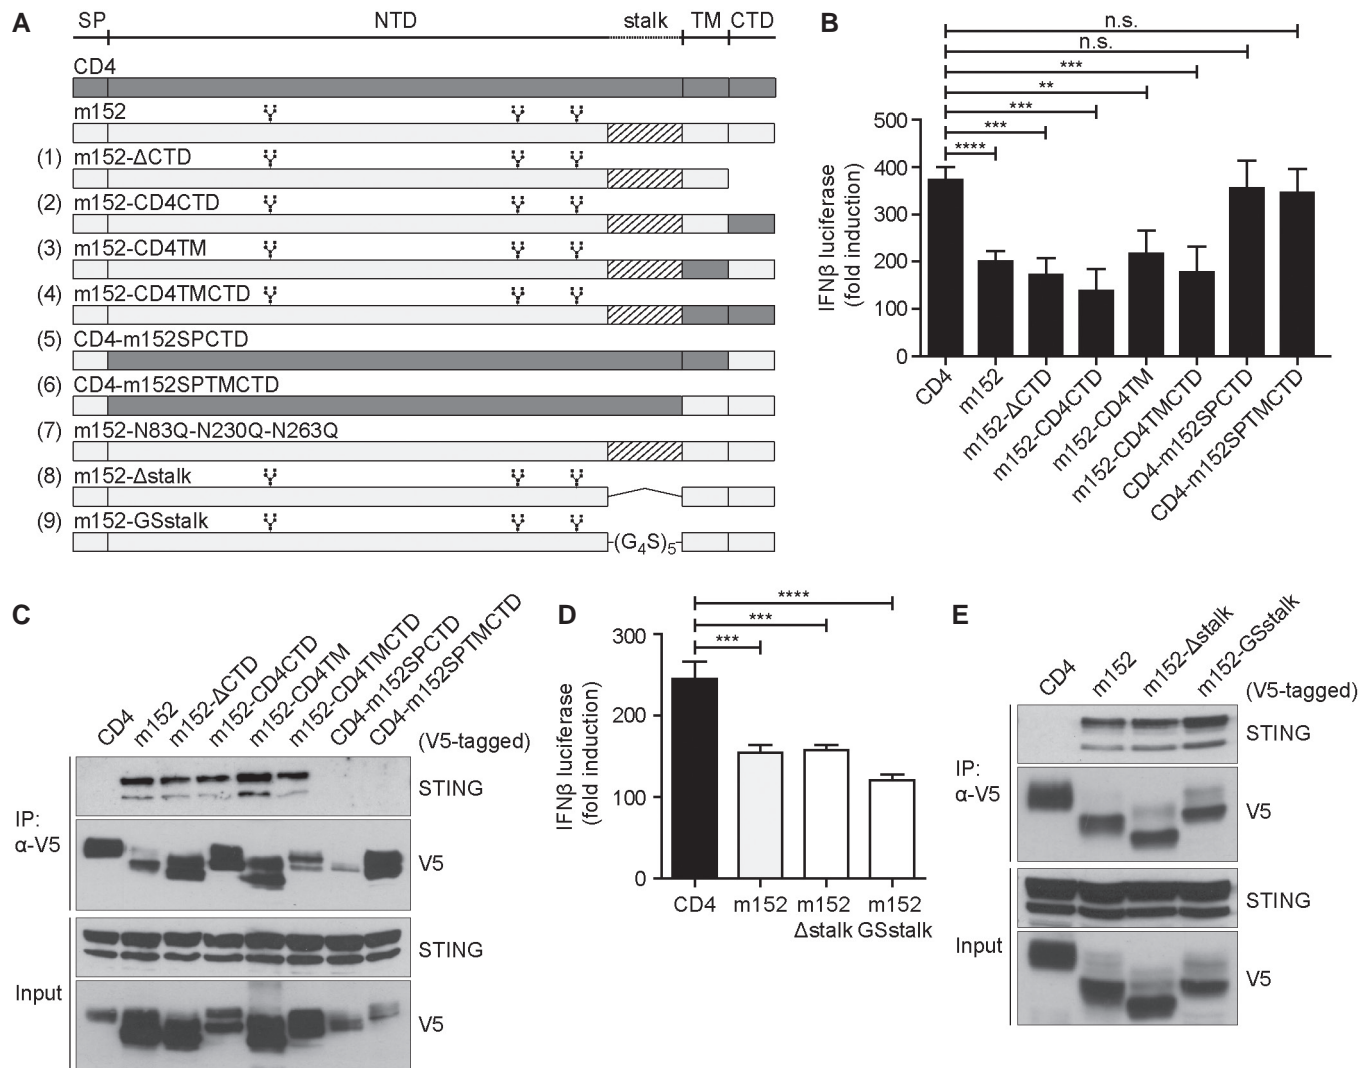 A
SP NTD stalk TM CTD
CD4
m152
(1) m152-ΔCTD
(2) m152-CD4CTD
(3) m152-CD4TM
(4) m152-CD4TMCTD
(5) CD4-m152SPCTD
(6) CD4-m152SPTMCTD
(7) m152-N83Q-N230Q-N263Q
(8) m152-Δstalk
(9) m152-GSstalk
(G4S)5
B
n.s.
n.s.
***
**
***
***
****
IFNβ luciferase
(fold induction)
500
400
300
200
100
0
CD4
m152
m152-ΔCTD
m152-CD4CTD
m152-CD4TM
m152-CD4TMCTD
CD4-m152SPCTD
CD4-m152SPTMCTD
C
CD4
m152
m152-ΔCTD
m152-CD4CTD
m152-CD4TM
m152-CD4TMCTD
CD4-m152SPCTD
CD4-m152SPTMCTD
(V5-tagged)
IP:
α-V5
STING
V5
Input
STING
V5
D
****
***
***
IFNβ luciferase
(fold induction)
300
200
100
0
CD4
m152
m152
Δstalk
m152
GSstalk
E
CD4
m152
m152-Δstalk
m152-GSstalk
(V5-tagged)
IP:
α-V5
STING
V5
Input
STING
V5